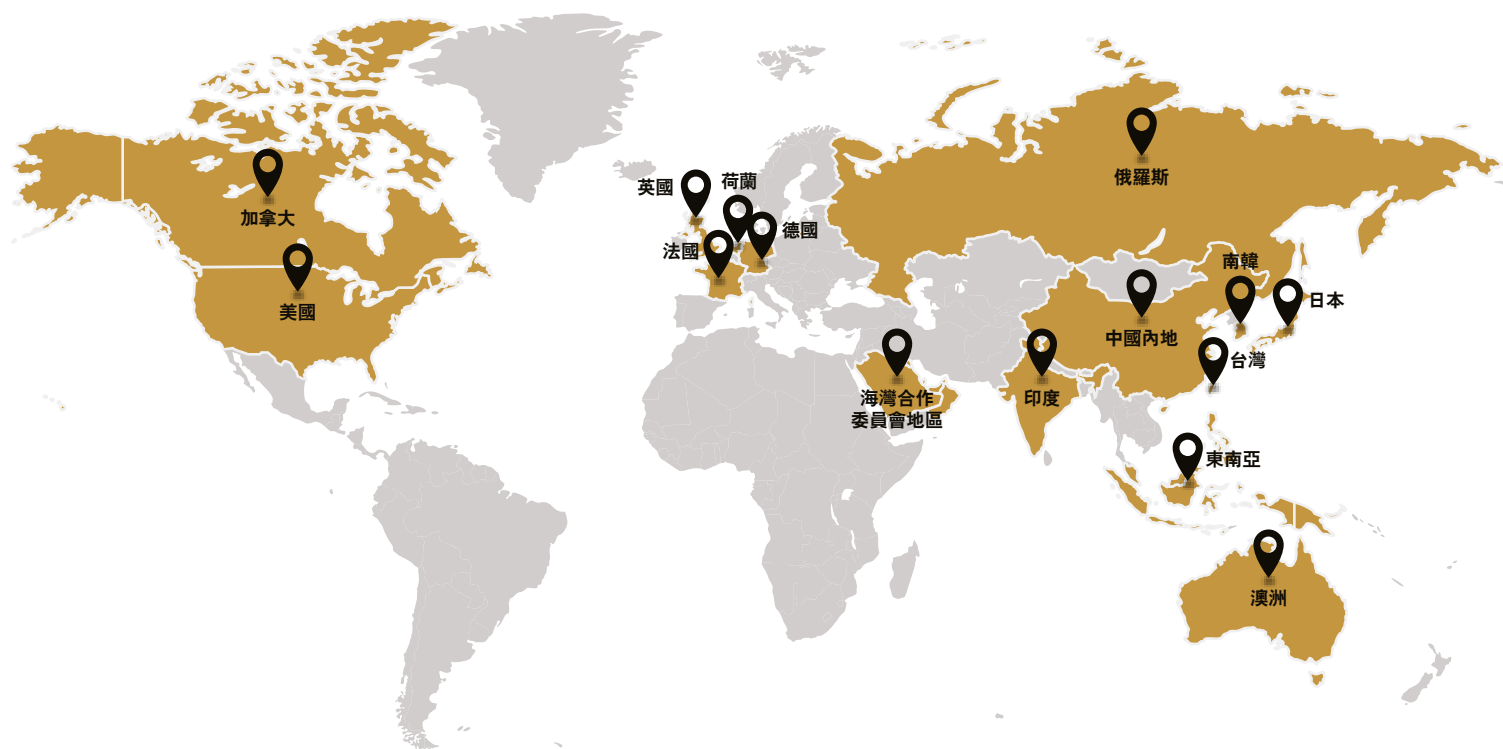 俄羅斯
荷蘭
英國
加拿大
德國
法國
南韓
日本
美國
中國內地
台灣
海灣合作
委員會地區
印度
東南亞
澳洲